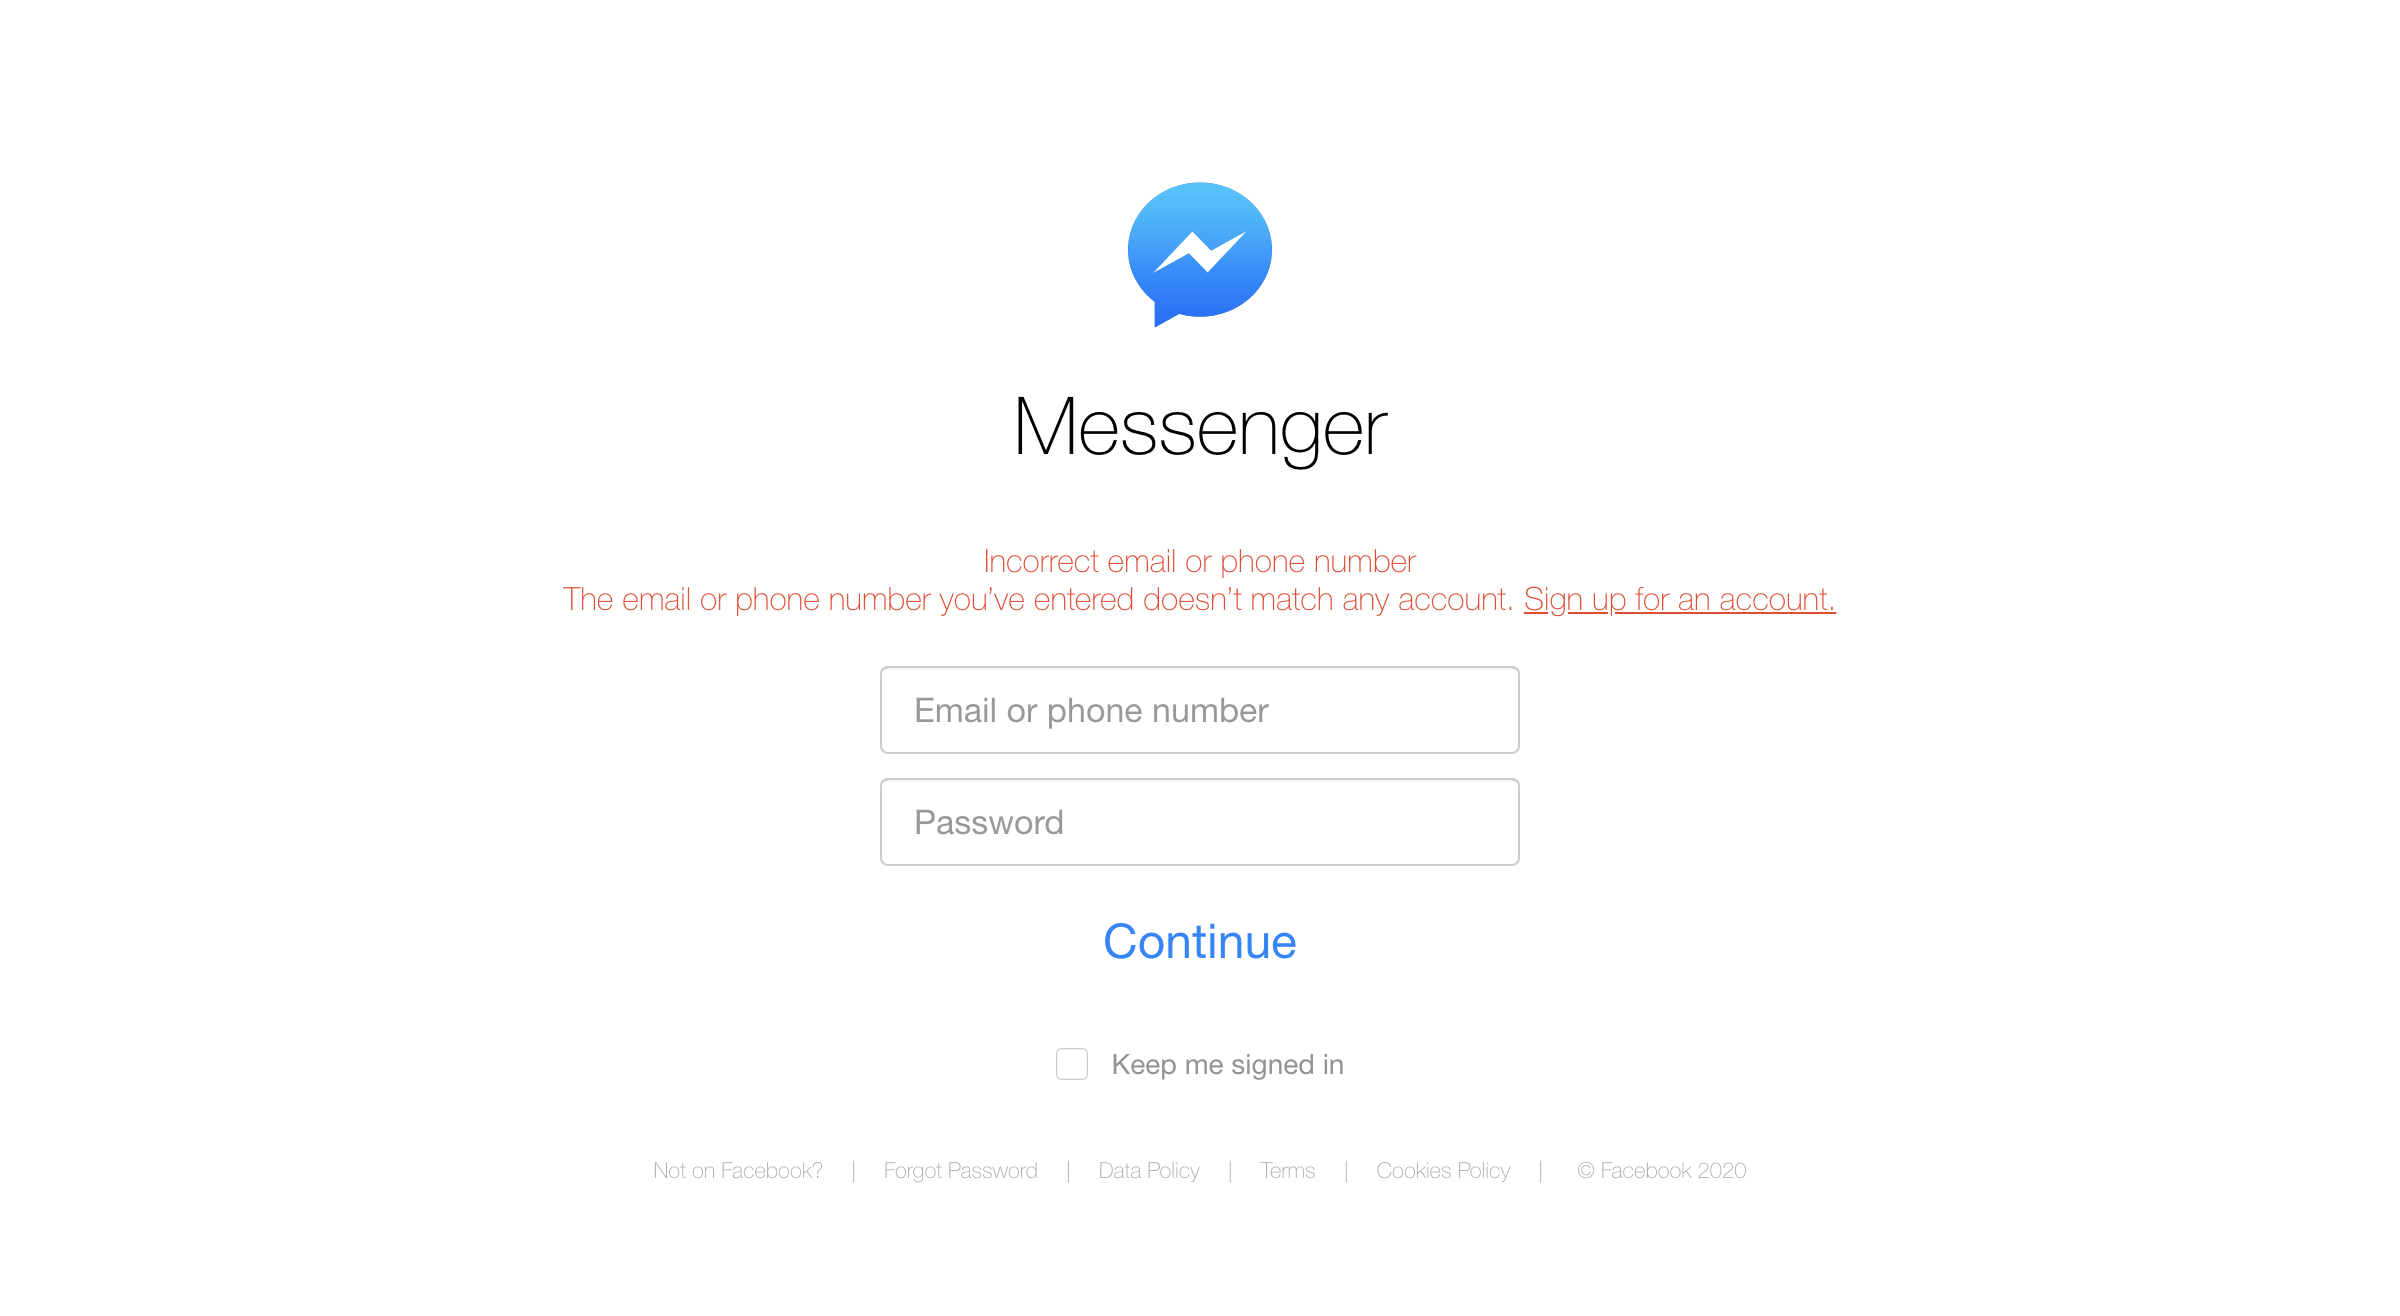 Messenger
Incorrect email or phone number
The email or phone number you’ve entered doesn’t match any account. Sign up for an account.
Email or phone number
Password
Continue
Keep me signed in
Not on Facebook? | Forgot Password | Data Policy | Terms | Cookies Policy | © Facebook 2020